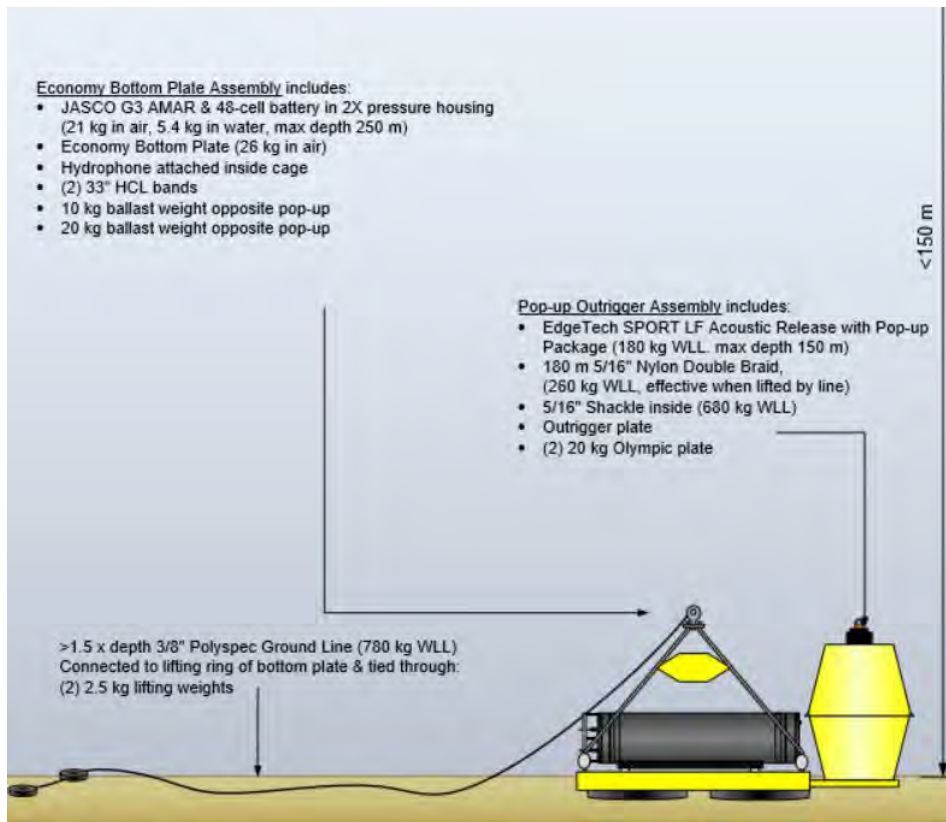 Economy Bottom Plate Assembly includes:
• JASCO G3 AMAR & 48-cell battery in 2X pressure housing
(21 kg in air, 5.4 kg in water, max depth 250 m)
• Economy Bottom Plate (26 kg in air)
• Hydrophone attached inside cage
• (2) 33" HCL bands
• 10 kg ballast weight opposite pop-up
• 20 kg ballast weight opposite pop-up
<150 m
Pop-up Outrigger Assembly includes:
• EdgeTech SPORT LF Acoustic Release with Pop-up
Package (180 kg WLL. max depth 150 m)
• 180 m 5/16" Nylon Double Braid,
(260 kg WLL, effective when lifted by line)
• 5/16" Shackle inside (680 kg WLL)
• Outrigger plate
• (2) 20 kg Olympic plate
>1.5 x depth 3/8" Polyspec Ground Line (780 kg WLL)
Connected to lifting ring of bottom plate & tied through:
(2) 2.5 kg lifting weights